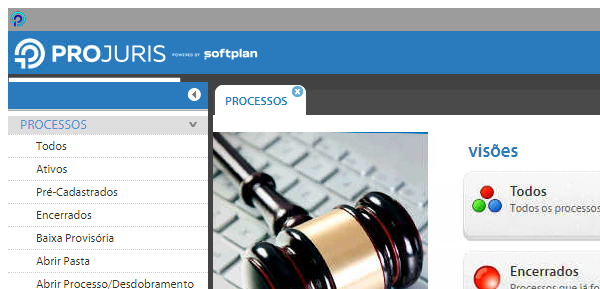 PROJURIS POWERED BY softplan
PROCESSOS
PROCESSOS
Todos
Ativos
Pré-Cadastrados
Encerrados
Baixa Provisória
Abrir Pasta
Abrir Processo/Desdobramento
visões
Todos
Todos os processos
Encerrados
Processos que já fo